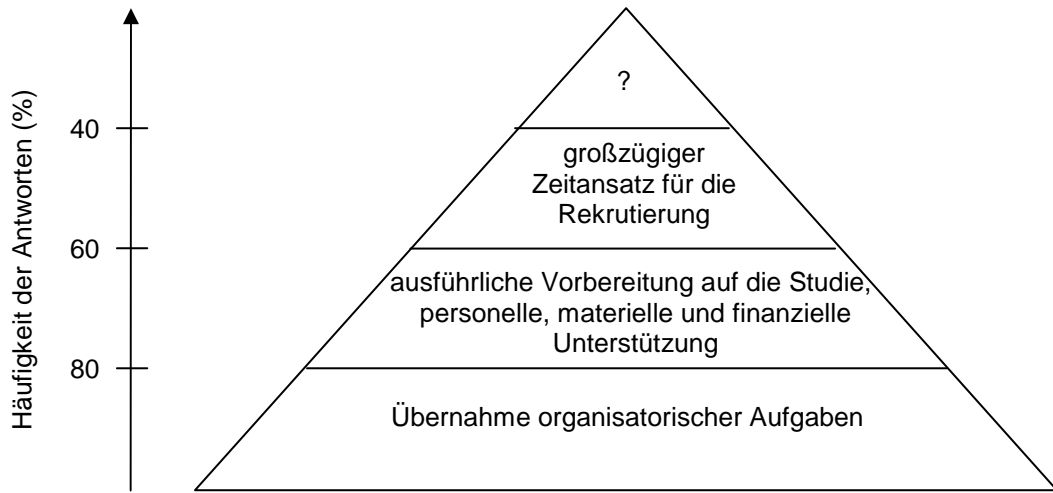 Häufigkeit der Antworten (%)
?
40
großzügiger
Zeitansatz für die
Rekrutierung
60
ausführliche Vorbereitung auf die Studie,
personelle, materielle und finanzielle
Unterstützung
80
Übernahme organisatorischer Aufgaben